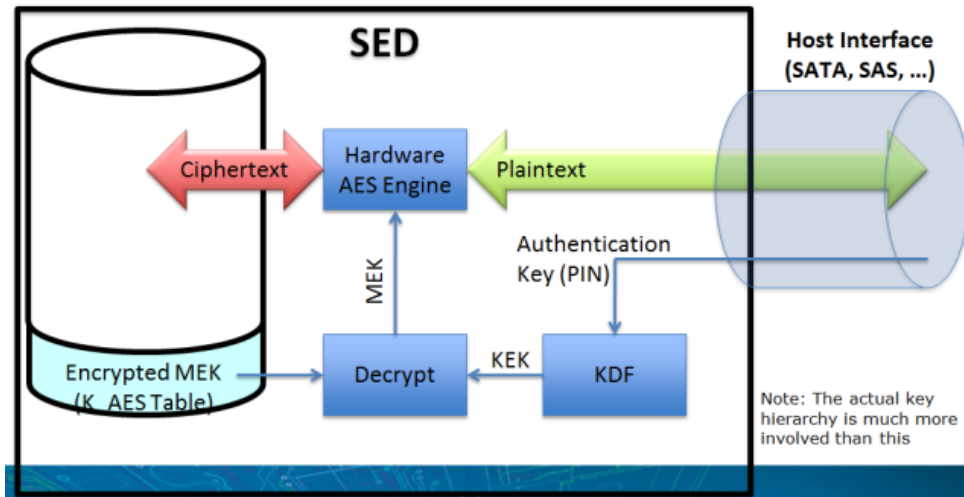 SED
Host Interface
(SATA, SAS, ...)
Ciphertext
Hardware
AES Engine
Plaintext
Authentication
Key (PIN)
MEK
Encrypted MEK
(K_AES Table)
Decrypt
KEK
KDF
Note: The actual key
hierarchy is much more
involved than this